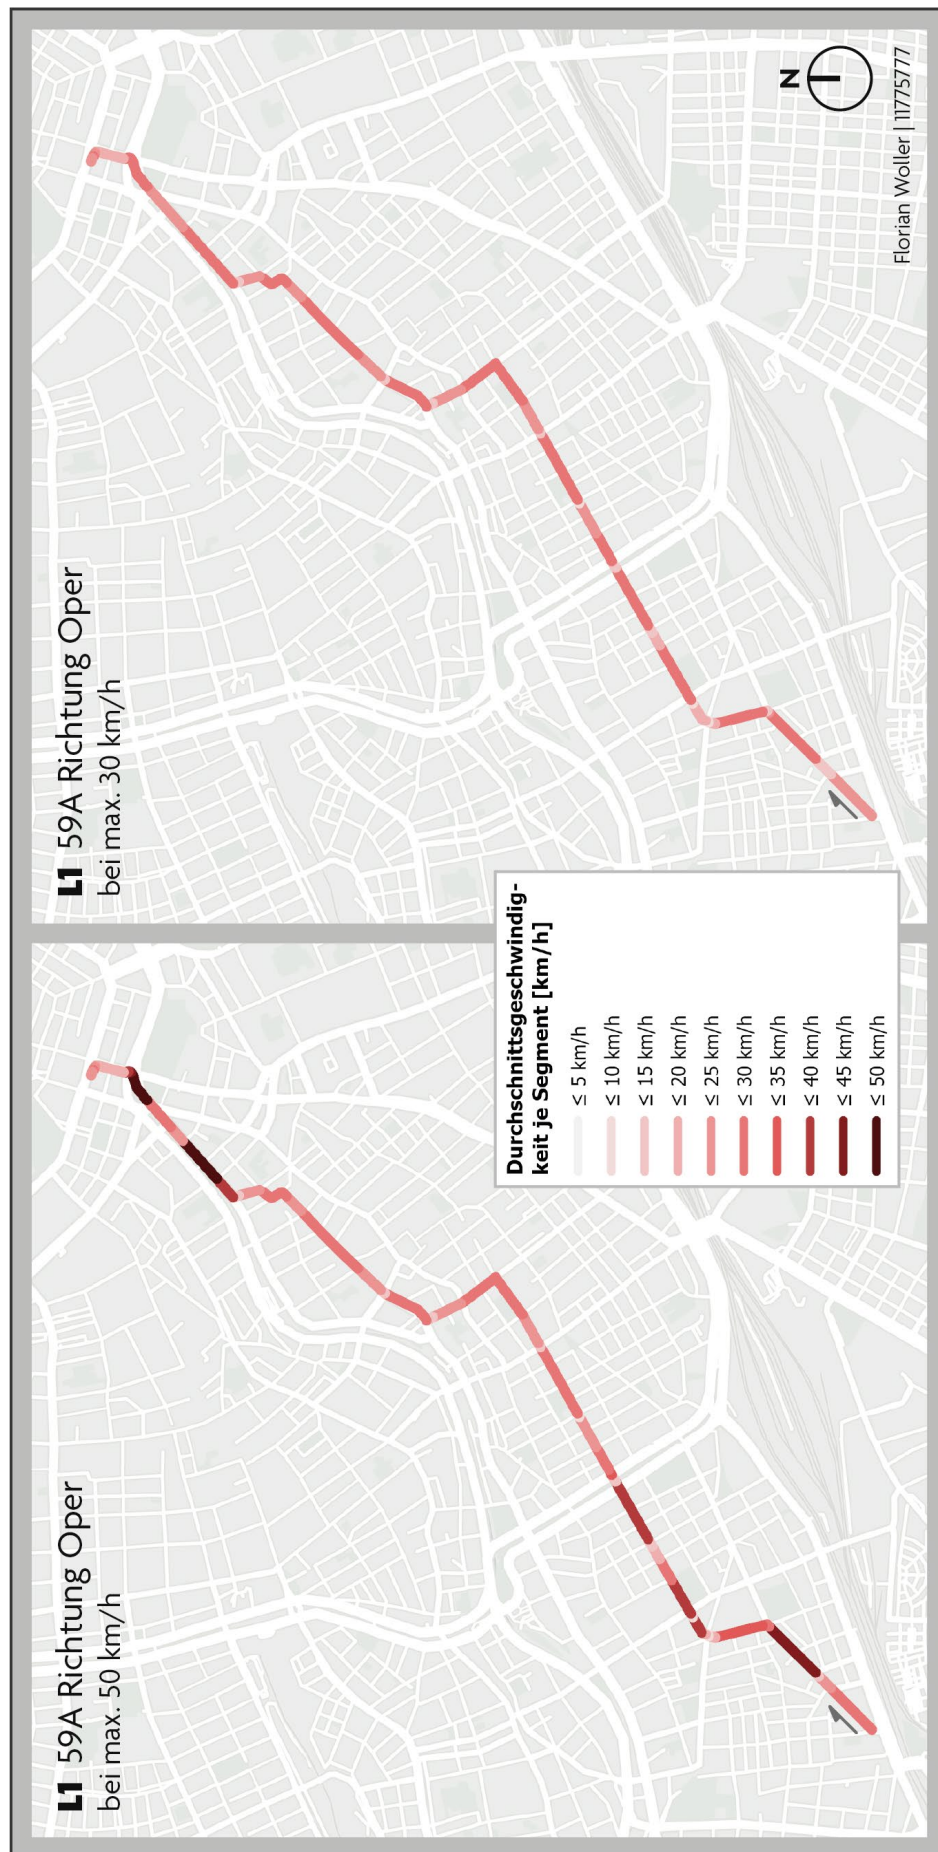 L1 59A Richtung Oper
bei max. 50 km/h
L1 59A Richtung Oper
bei max. 30 km/h
Durchschnittsgeschwindig-
keit je Segment [km/h]
≤ 5 km/h
≤ 10 km/h
≤ 15 km/h
≤ 20 km/h
≤ 25 km/h
≤ 30 km/h
≤ 35 km/h
≤ 40 km/h
≤ 45 km/h
≤ 50 km/h
N
Florian Woller | 11775777